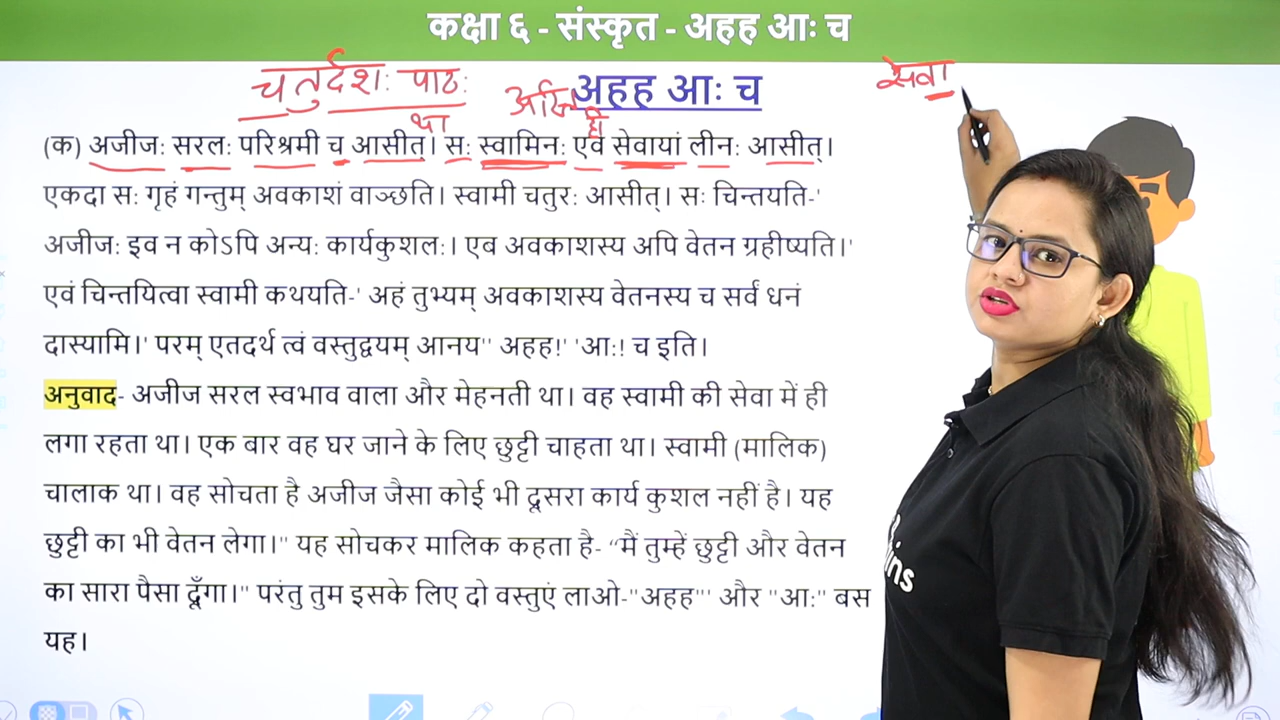 कक्षा ६ - संस्कृत - अहह आः च
चतुर्दशः पाठः
अहह आः च
सेवा
था
ही
(क) अजीजः सरलः परिश्रमी च आसीत्। सः स्वामिनः एव सेवायां लीनः आसीत्।
एकदा सः गृहं गन्तुम् अवकाशं वाञ्छति। स्वामी चतुरः आसीत्। सः चिन्तयति-'
अजीजः इव न कोऽपि अन्यः कार्यकुशलः। एब अवकाशस्य अपि वेतन ग्रहीष्यति।'
एवं चिन्तयित्वा स्वामी कथयति-' अहं तुभ्यम् अवकाशस्य वेतनस्य च सर्वं धनं
दास्यामि।' परम् एतदर्थ त्वं वस्तुद्वयम् आनय'' अहह!' 'आः! च इति।
अनुवाद- अजीज सरल स्वभाव वाला और मेहनती था। वह स्वामी की सेवा में ही
लगा रहता था। एक बार वह घर जाने के लिए छुट्टी चाहता था। स्वामी (मालिक)
चालाक था। वह सोचता है अजीज जैसा कोई भी दूसरा कार्य कुशल नहीं है। यह
छुट्टी का भी वेतन लेगा।'' यह सोचकर मालिक कहता है- ''मैं तुम्हें छुट्टी और वेतन
का सारा पैसा दूँगा।'' परंतु तुम इसके लिए दो वस्तुएं लाओ-''अहह''' और ''आः'' बस
यह।
ns